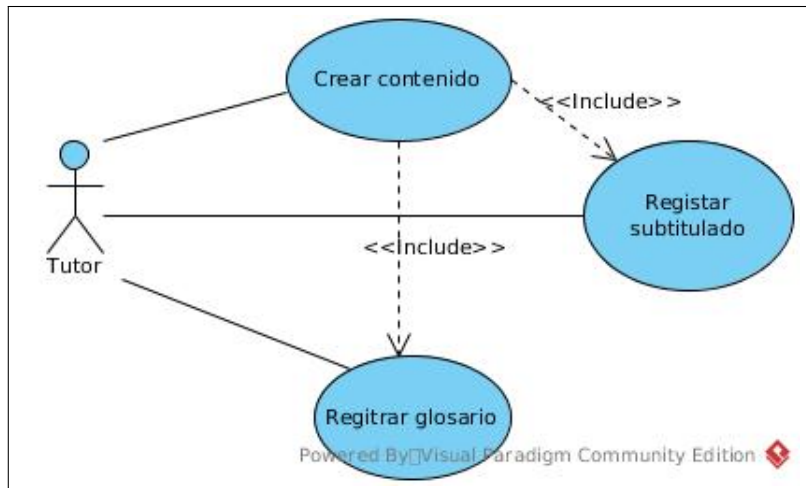 Crear contenido
<<Include>>
Registar
subtitulado
Tutor
<<Include>>
Regitrar glosario
Powered By Visual Paradigm Community Edition